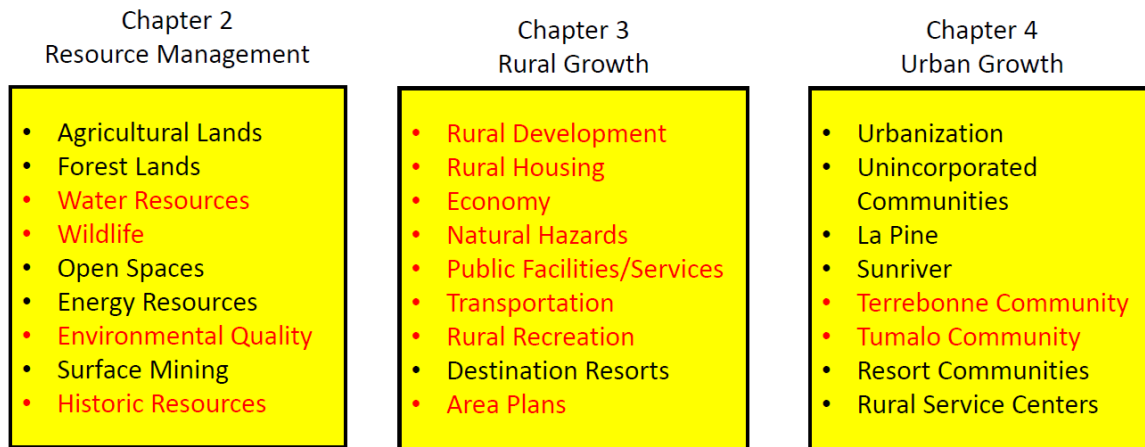 Chapter 2
Resource Management
• Agricultural Lands
• Forest Lands
• Water Resources
• Wildlife
• Open Spaces
• Energy Resources
• Environmental Quality
• Surface Mining
• Historic Resources
Chapter 3
Rural Growth
• Rural Development
• Rural Housing
• Economy
• Natural Hazards
• Public Facilities/Services
• Transportation
• Rural Recreation
• Destination Resorts
• Area Plans
Chapter 4
Urban Growth
• Urbanization
• Unincorporated
Communities
• La Pine
• Sunriver
• Terrebonne Community
• Tumalo Community
• Resort Communities
• Rural Service Centers